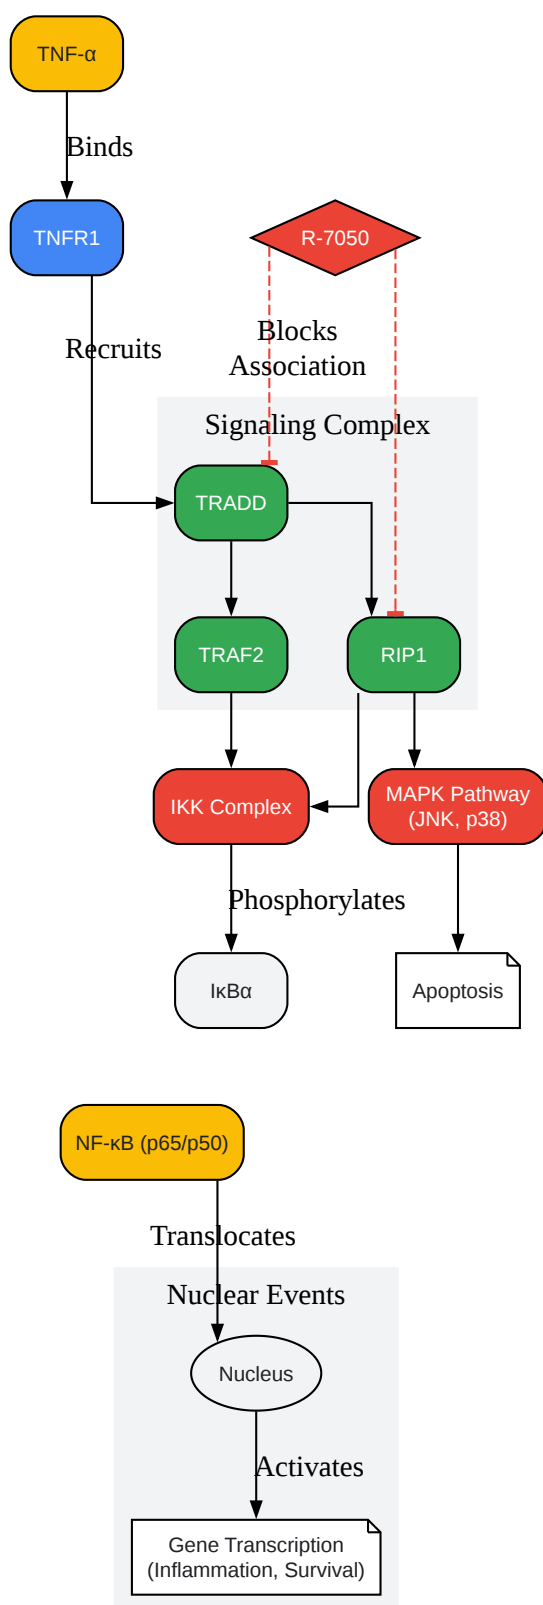 TNF-α
Binds
TNFR1
R-7050
Recruits
Blocks
Association
Signaling Complex
TRADD
TRAF2
RIP1
IKK Complex
MAPK Pathway
(JNK, p38)
Phosphorylates
IκBα
Apoptosis
NF-κB (p65/p50)
Translocates
Nuclear Events
Nucleus
Activates
Gene Transcription
(Inflammation, Survival)